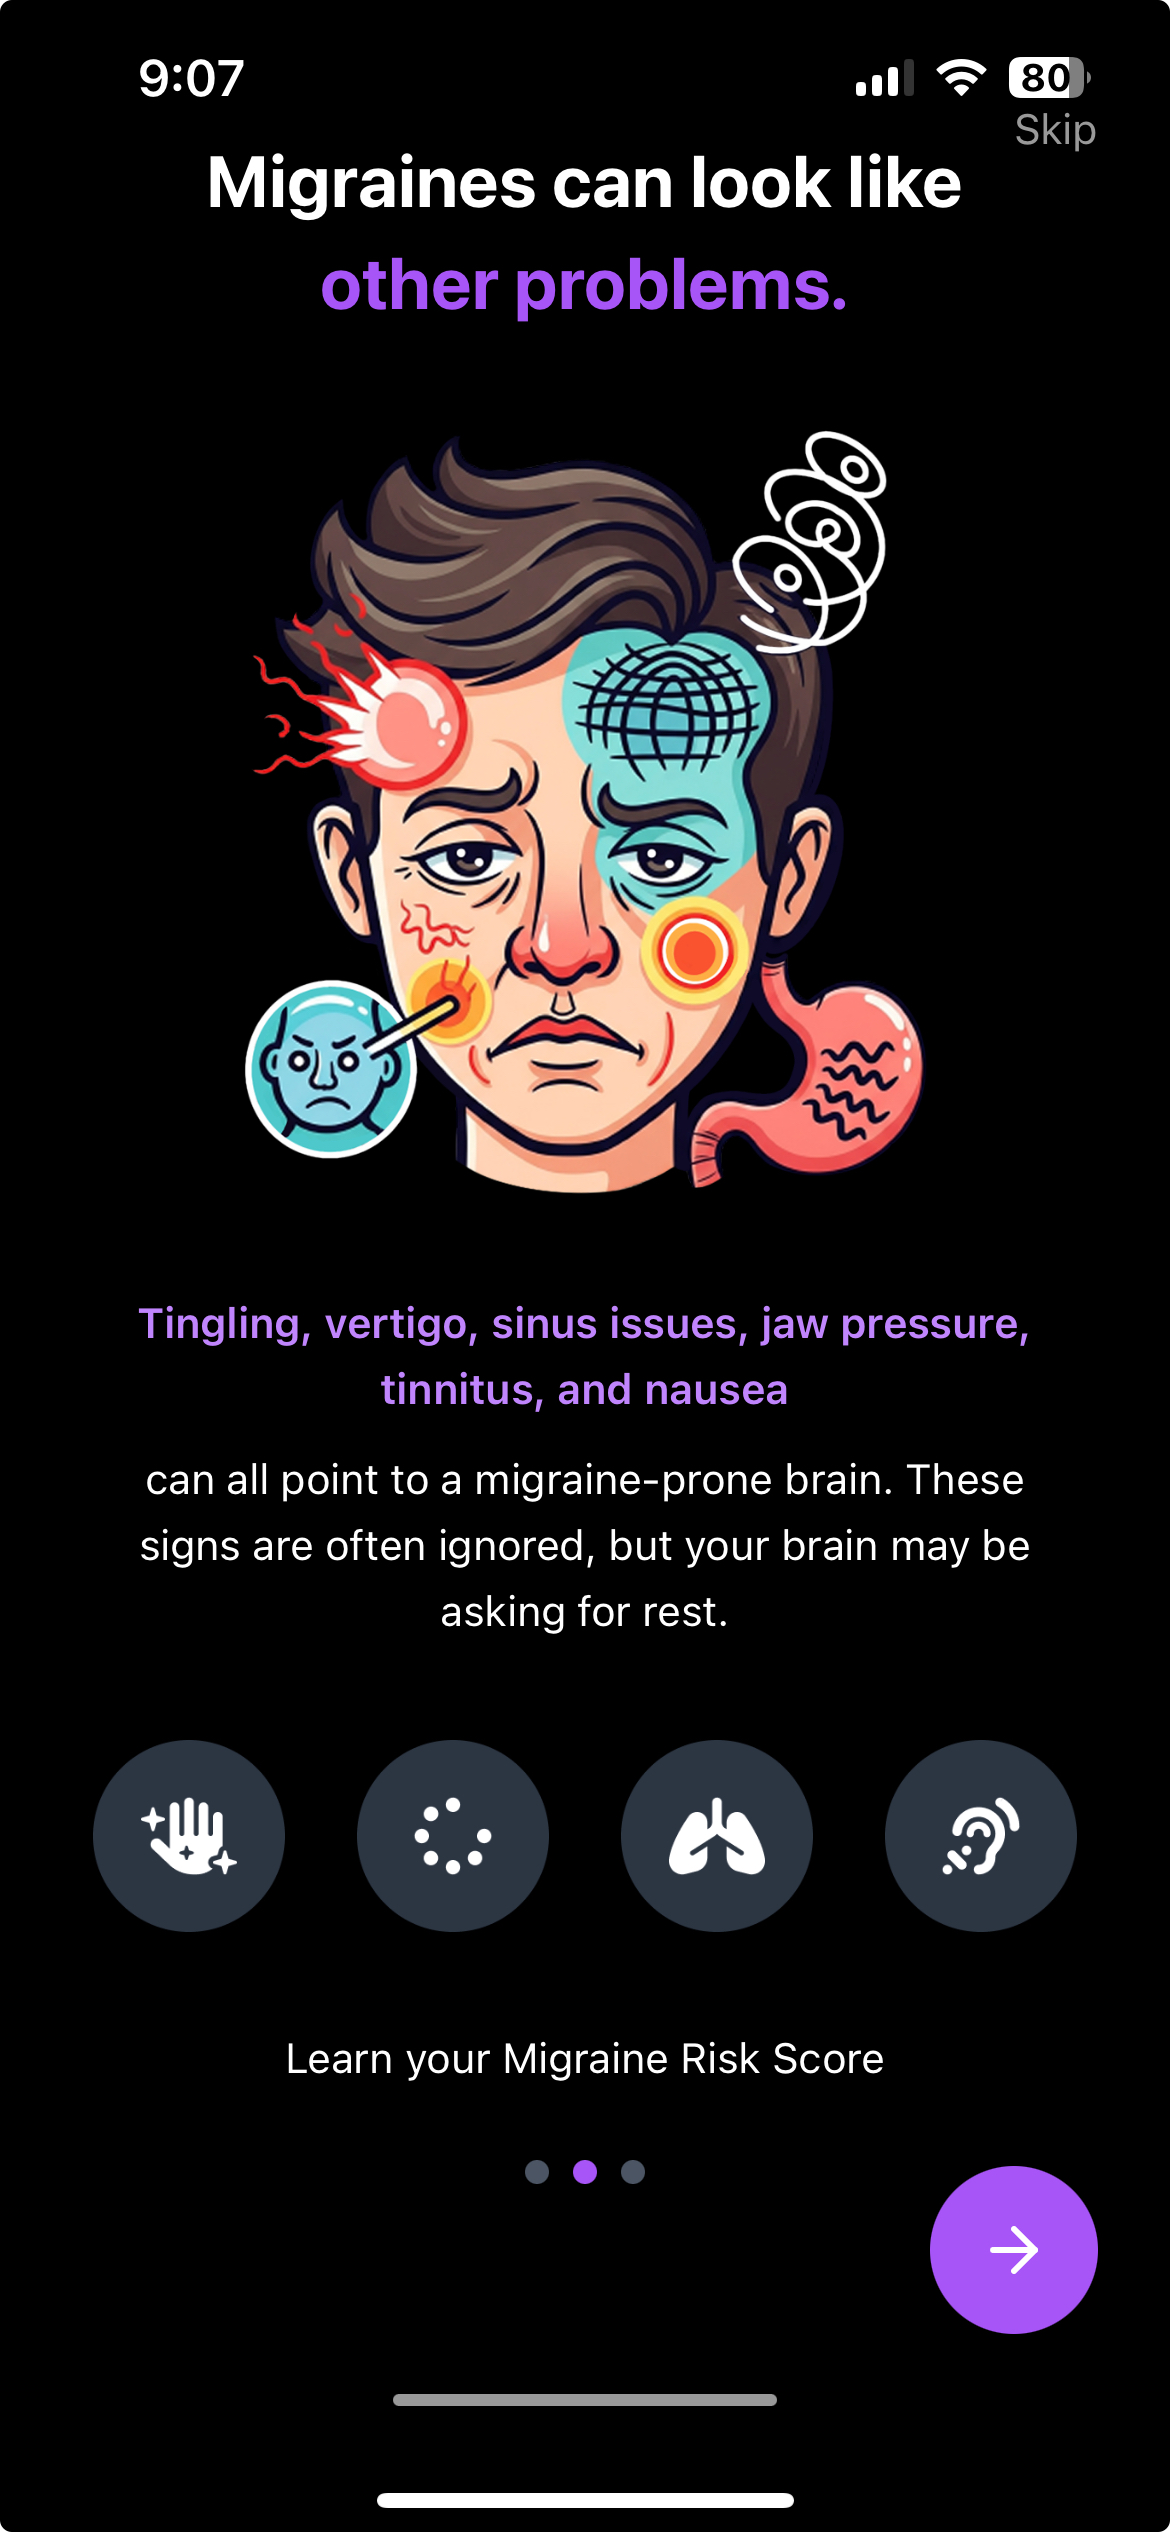 9:07
80
Skip
Migraines can look like
other problems.
Tingling, vertigo, sinus issues, jaw pressure,
tinnitus, and nausea
can all point to a migraine-prone brain. These
signs are often ignored, but your brain may be
asking for rest.
Learn your Migraine Risk Score